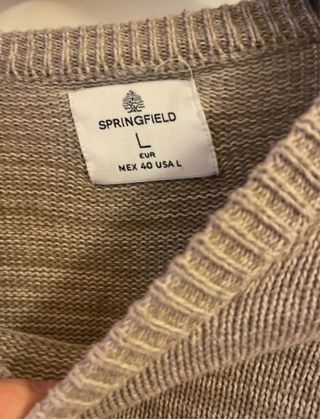 SPRINGFIELD
L
EUR
MEX 40 USA L